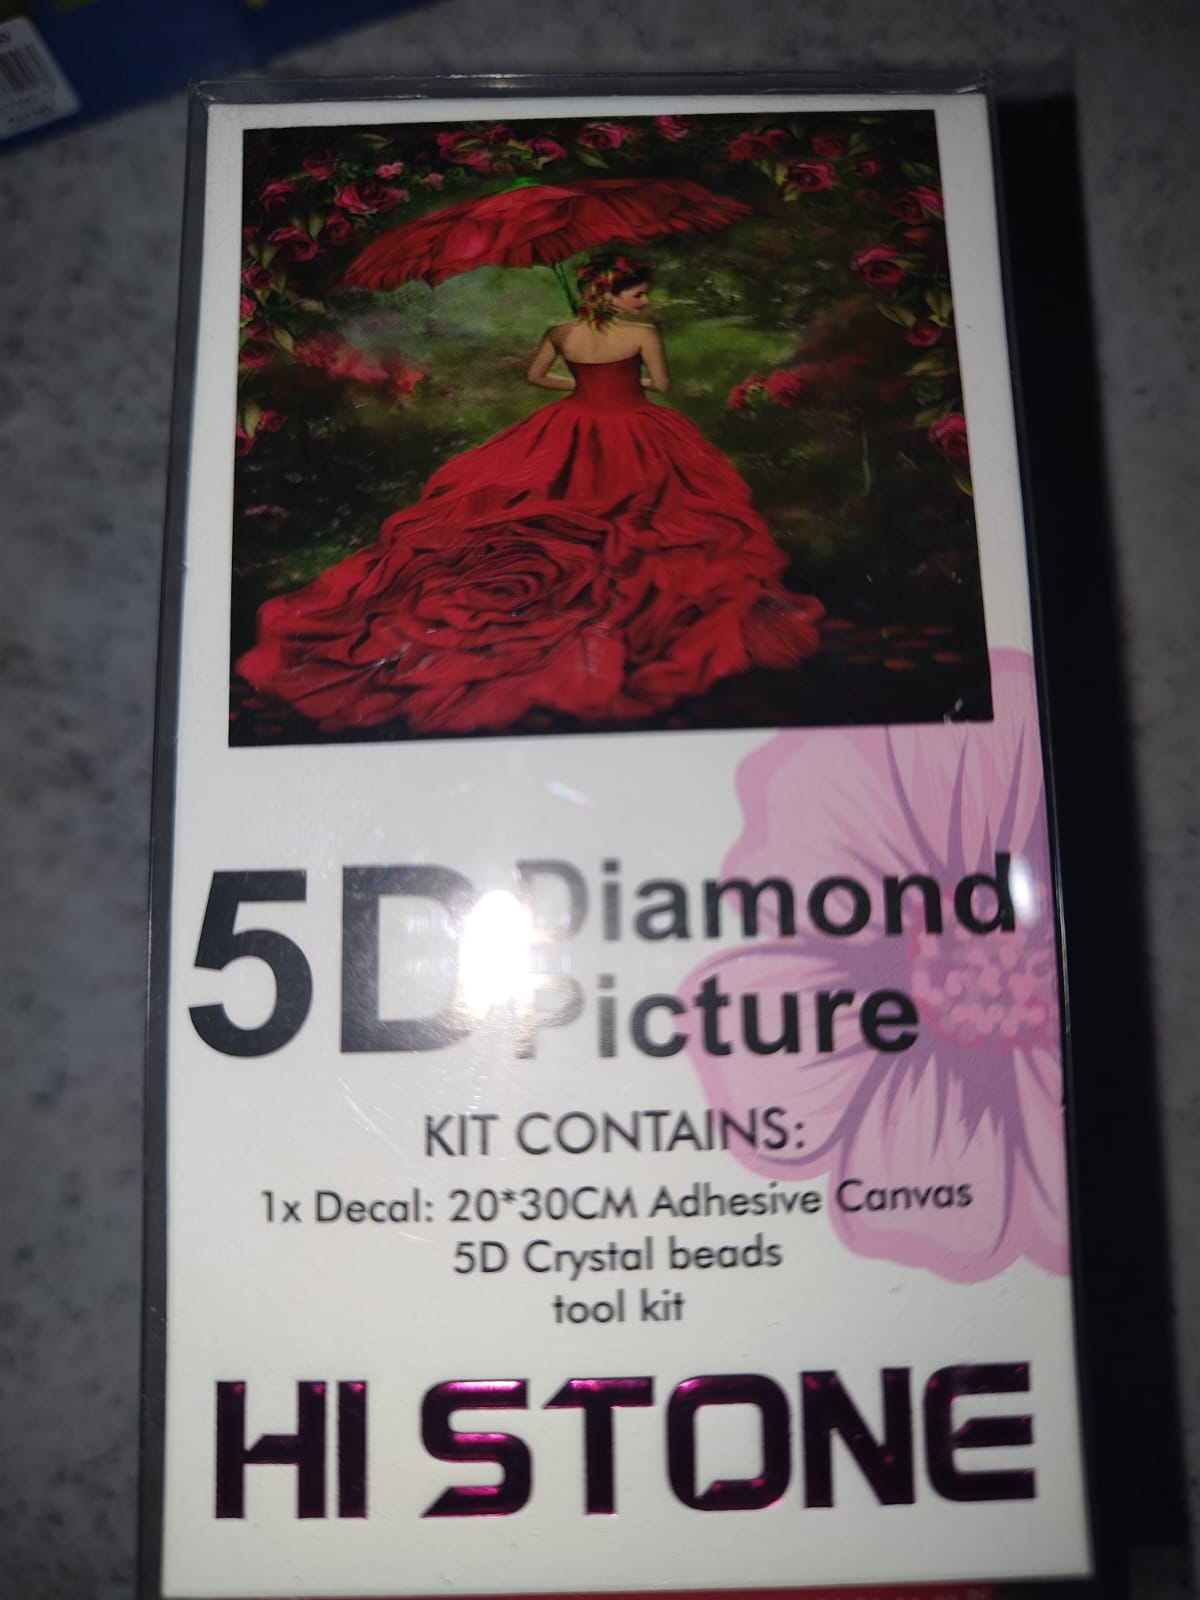 5D Diamond
Picture
KIT CONTAINS:
1x Decal: 20*30CM Adhesive Canvas
5D Crystal beads
tool kit
HI STONE